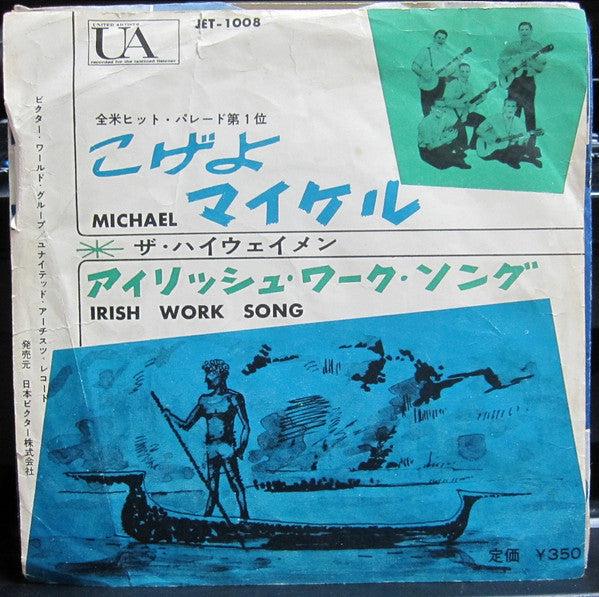 UNITED ARTISTS
UA
recorded for the talented listener
JET-1008
全米ヒット・パレード第1位
こげよ
MICHAEL マイケル
ザ・ハイウェイメン
アイリッシュ・ワーク・ソング
IRISH WORK SONG
ビクター・ワールド・グループ/ユナイテッド・アーチスツ・レコード
発売元 日本ビクター株式会社
定価 ¥350